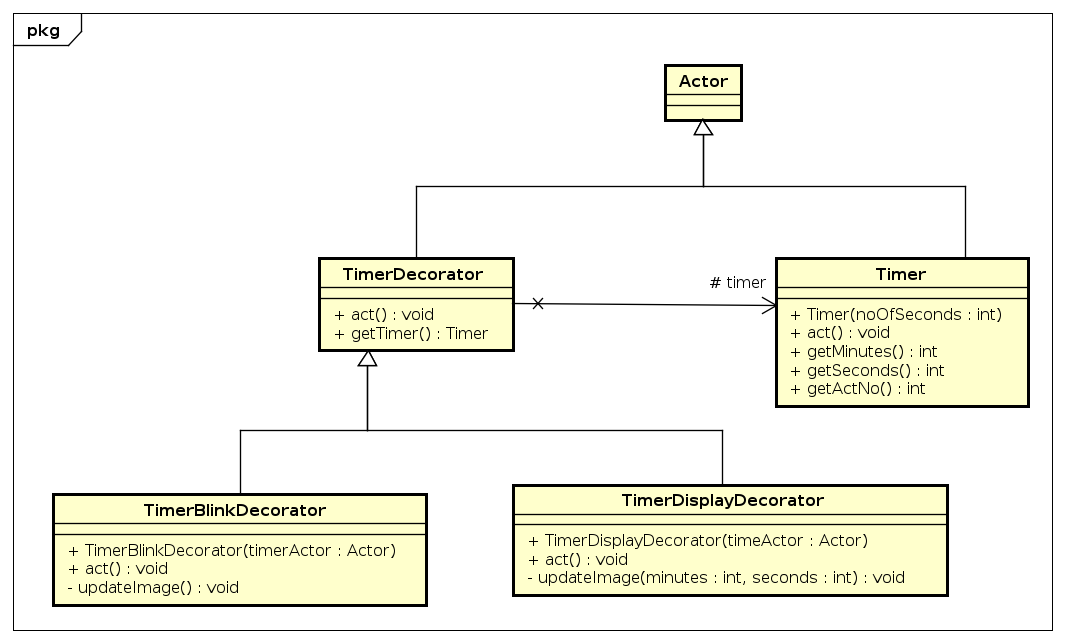 pkg
Actor
TimerDecorator
+ act() : void
+ getTimer() : Timer
# timer
Timer
+ Timer(noOfSeconds : int)
+ act() : void
+ getMinutes() : int
+ getSeconds() : int
+ getActNo() : int
TimerBlinkDecorator
+ TimerBlinkDecorator(timerActor : Actor)
+ act() : void
- updateImage() : void
TimerDisplayDecorator
+ TimerDisplayDecorator(timeActor : Actor)
+ act() : void
- updateImage(minutes : int, seconds : int) : void